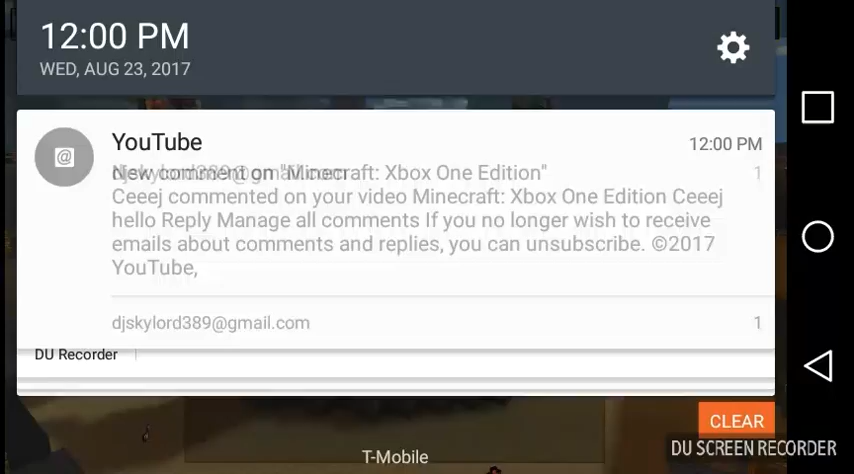 12:00 PM
WED, AUG 23, 2017
YouTube
12:00 PM
New comment on "Minecraft: Xbox One Edition"
djskylord389@gmail.com
1
Ceeej commented on your video Minecraft: Xbox One Edition Ceeej
hello Reply Manage all comments If you no longer wish to receive
emails about comments and replies, you can unsubscribe. ©2017
YouTube,
djskylord389@gmail.com
1
DU Recorder
CLEAR
DU SCREEN RECORDER
T-Mobile